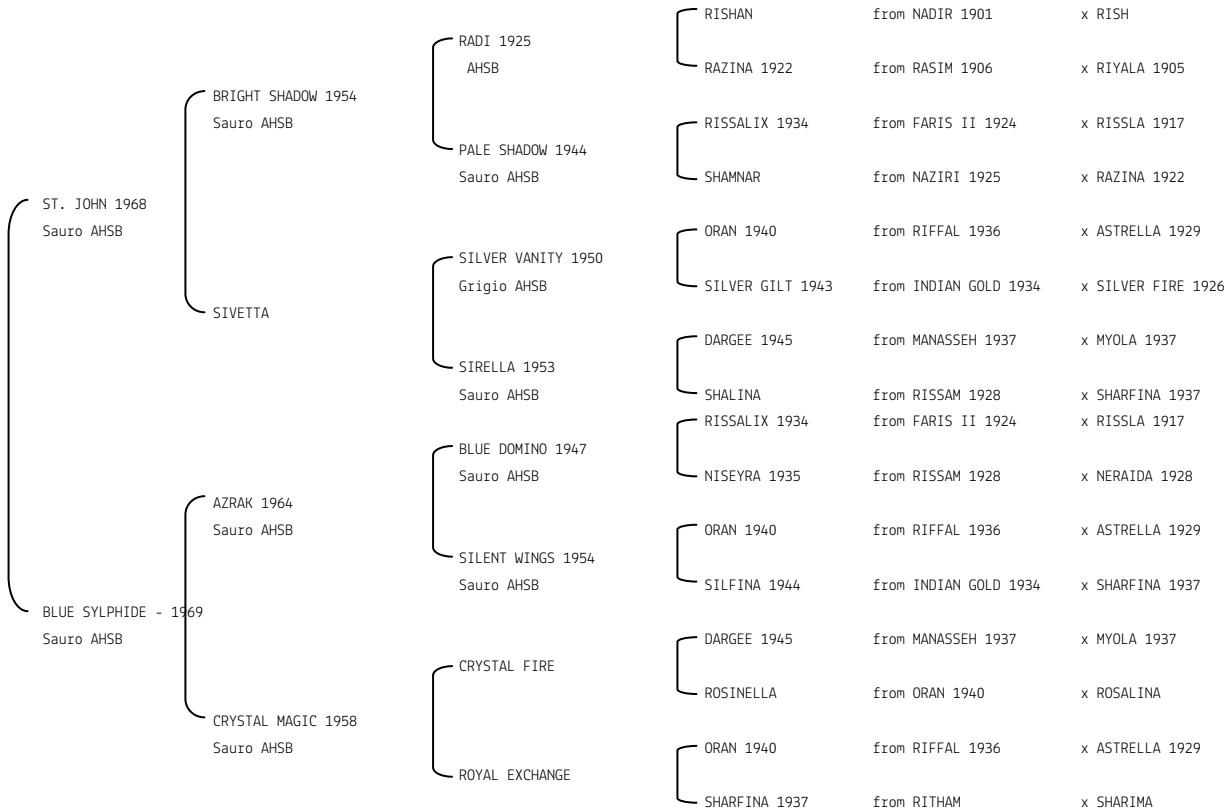 RISHAN from NADIR 1901 x RISH
RADI 1925
AHSB
RAZINA 1922 from RASIM 1906 x RIYALA 1905
BRIGHT SHADOW 1954
Sauro AHSB
RISSALIX 1934 from FARIS II 1924 x RISSLA 1917
PALE SHADOW 1944
Sauro AHSB
SHAMNAR from NAZIRI 1925 x RAZINA 1922
ST. JOHN 1968
Sauro AHSB
ORAN 1940 from RIFFAL 1936 x ASTRELLA 1929
SILVER VANITY 1950
Grigio AHSB
SILVER GILT 1943 from INDIAN GOLD 1934 x SILVER FIRE 1926
SIVETTA
DARGEE 1945 from MANASSEH 1937 x MYOLA 1937
SIRELLA 1953
Sauro AHSB
SHALINA from RISSAM 1928 x SHARFINA 1937
RISSALIX 1934 from FARIS II 1924 x RISSLA 1917
BLUE DOMINO 1947
Sauro AHSB
NISEYRA 1935 from RISSAM 1928 x NERAIDA 1928
AZRAK 1964
Sauro AHSB
ORAN 1940 from RIFFAL 1936 x ASTRELLA 1929
SILENT WINGS 1954
Sauro AHSB
SILFINA 1944 from INDIAN GOLD 1934 x SHARFINA 1937
BLUE SYLPHIDE - 1969
Sauro AHSB
DARGEE 1945 from MANASSEH 1937 x MYOLA 1937
CRYSTAL FIRE
ROSINELLA from ORAN 1940 x ROSALINA
CRYSTAL MAGIC 1958
Sauro AHSB
ORAN 1940 from RIFFAL 1936 x ASTRELLA 1929
ROYAL EXCHANGE
SHARFINA 1937 from RITHAM x SHARIMA